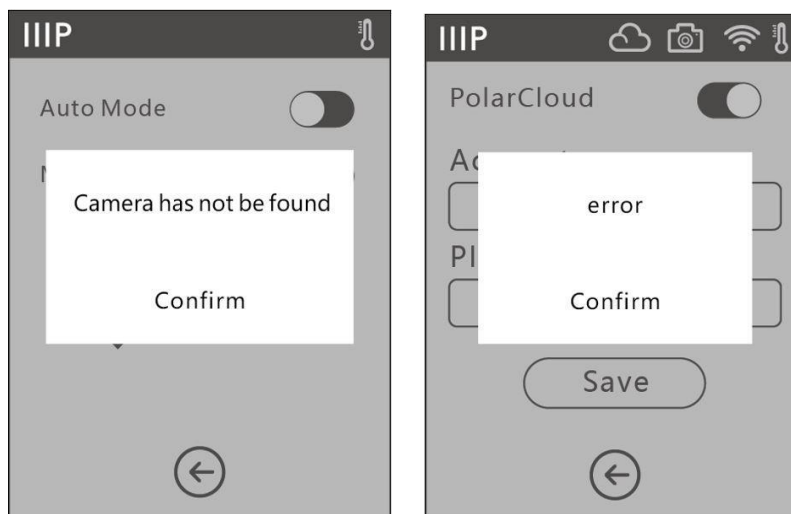 IIIP
Auto Mode
Camera has not be found
Confirm
IIIP
PolarCloud
error
Confirm
Save